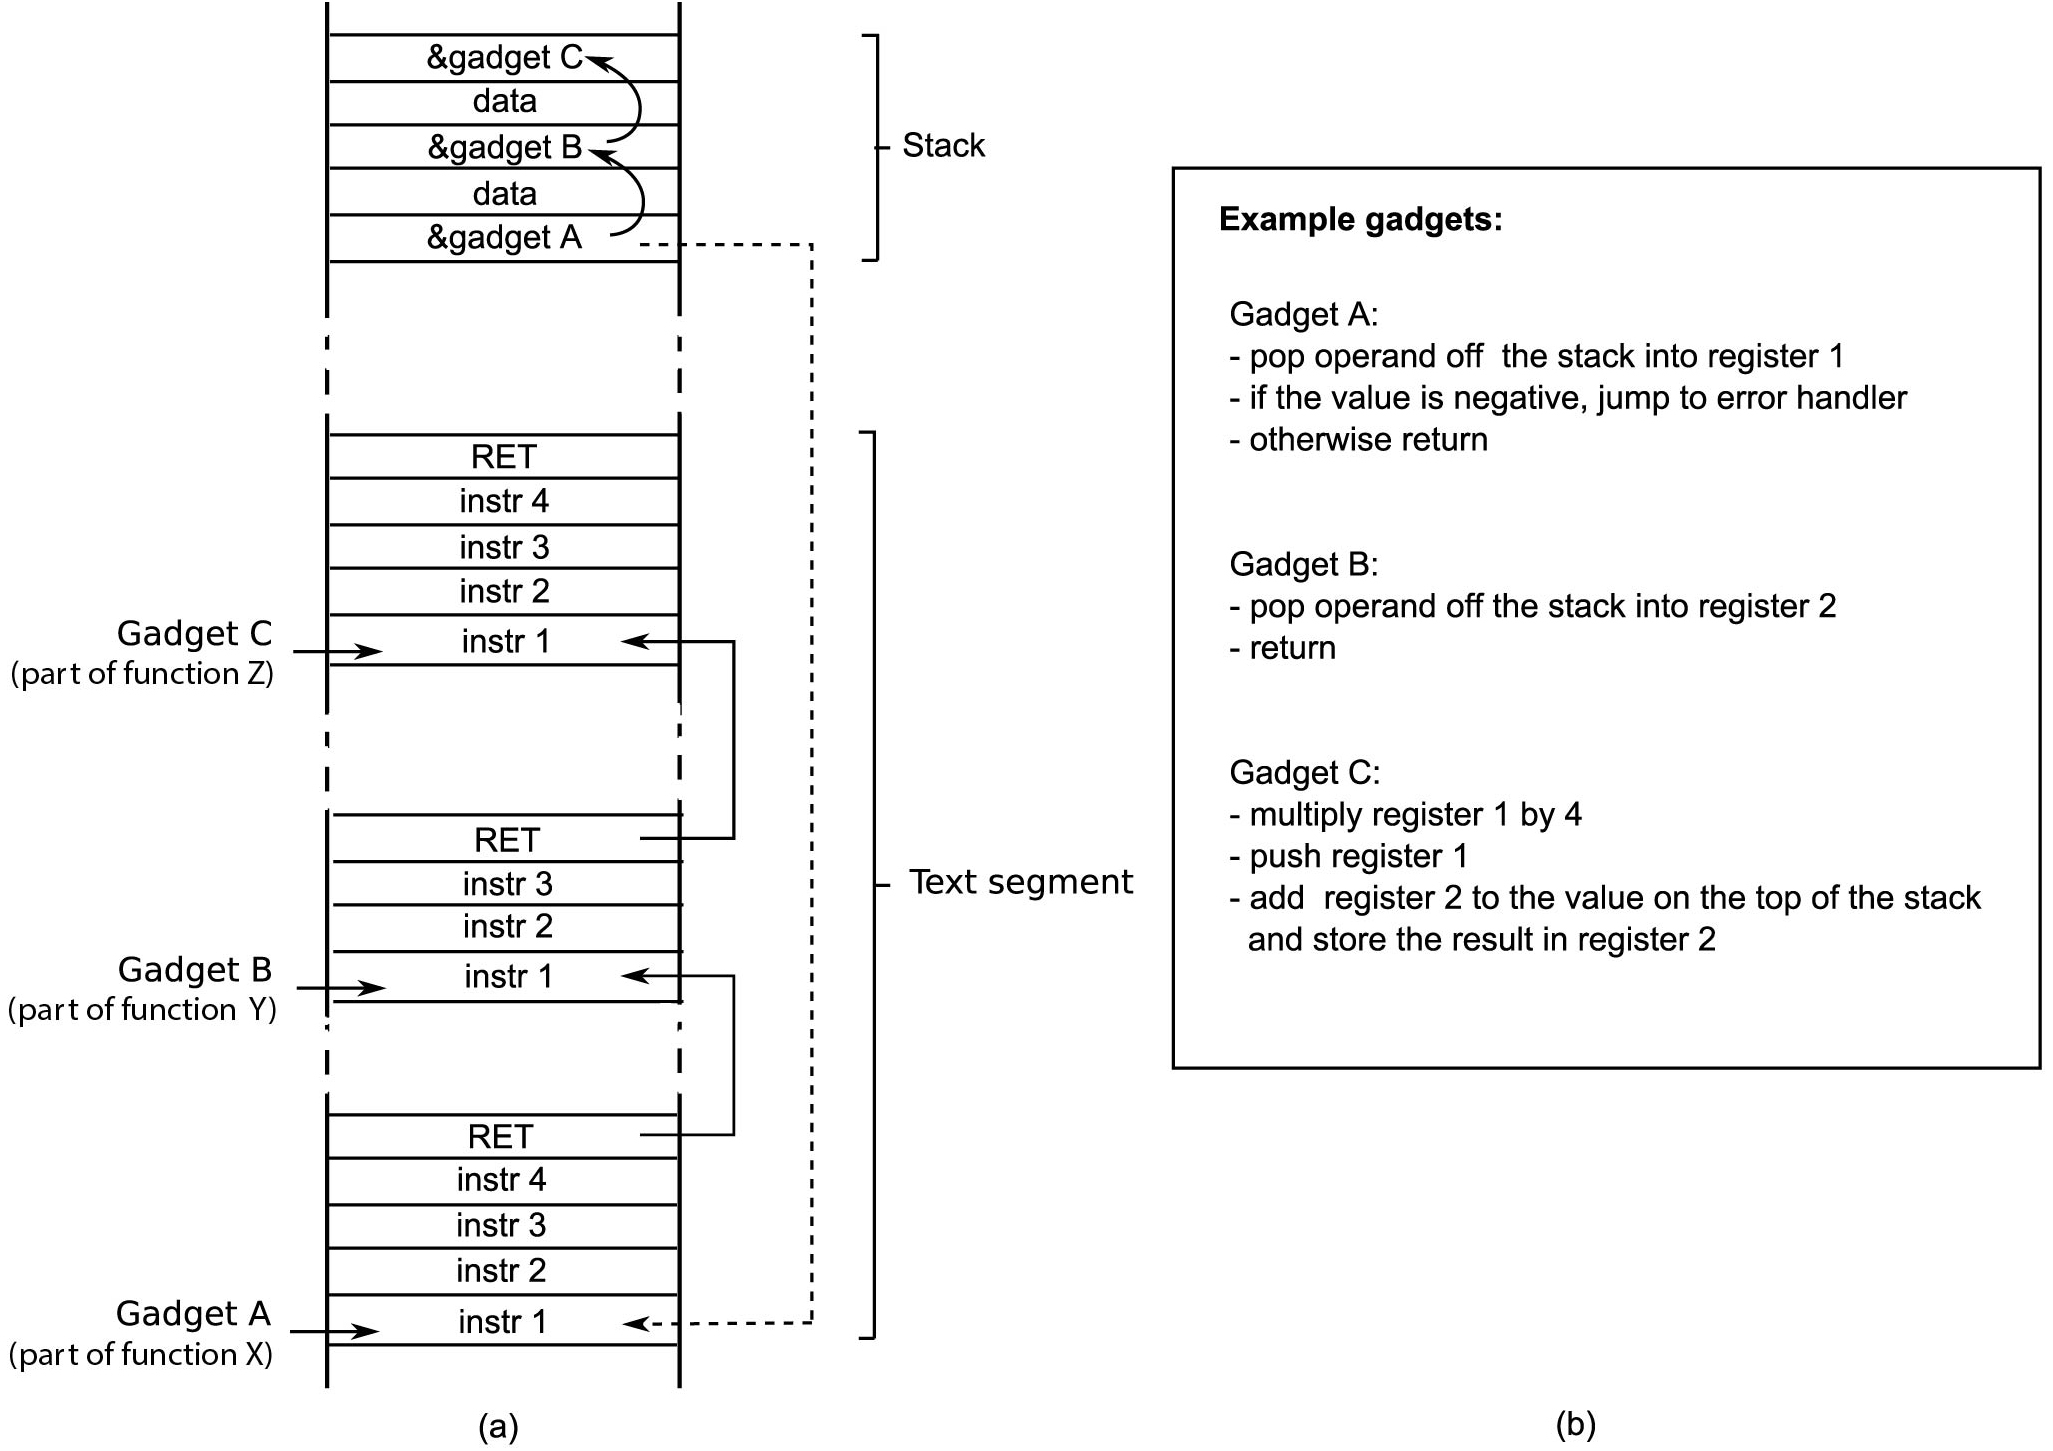 &gadget C
data
&gadget B
data
&gadget A
Stack
RET
instr 4
instr 3
instr 2
instr 1
Gadget C
(part of function Z)
RET
instr 3
instr 2
instr 1
Gadget B
(part of function Y)
Text segment
RET
instr 4
instr 3
instr 2
instr 1
Gadget A
(part of function X)
(a)
Example gadgets:
Gadget A:
- pop operand off the stack into register 1
- if the value is negative, jump to error handler
- otherwise return
Gadget B:
- pop operand off the stack into register 2
- return
Gadget C:
- multiply register 1 by 4
- push register 1
- add register 2 to the value on the top of the stack
and store the result in register 2
(b)